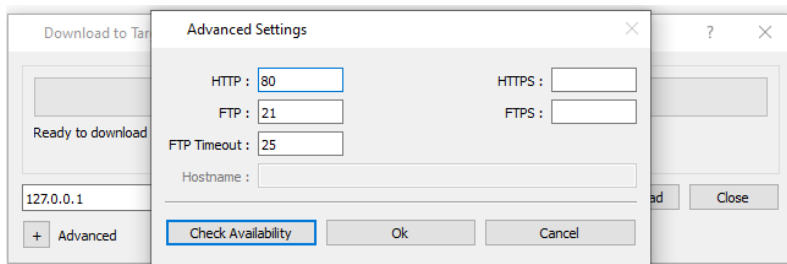 Download to Tar
Advanced Settings
?
HTTP : 80
HTTPS :
FTP : 21
FTPS :
Ready to download
FTP Timeout : 25
Hostname :
127.0.0.1
ad
Close
+ Advanced
Check Availability
Ok
Cancel